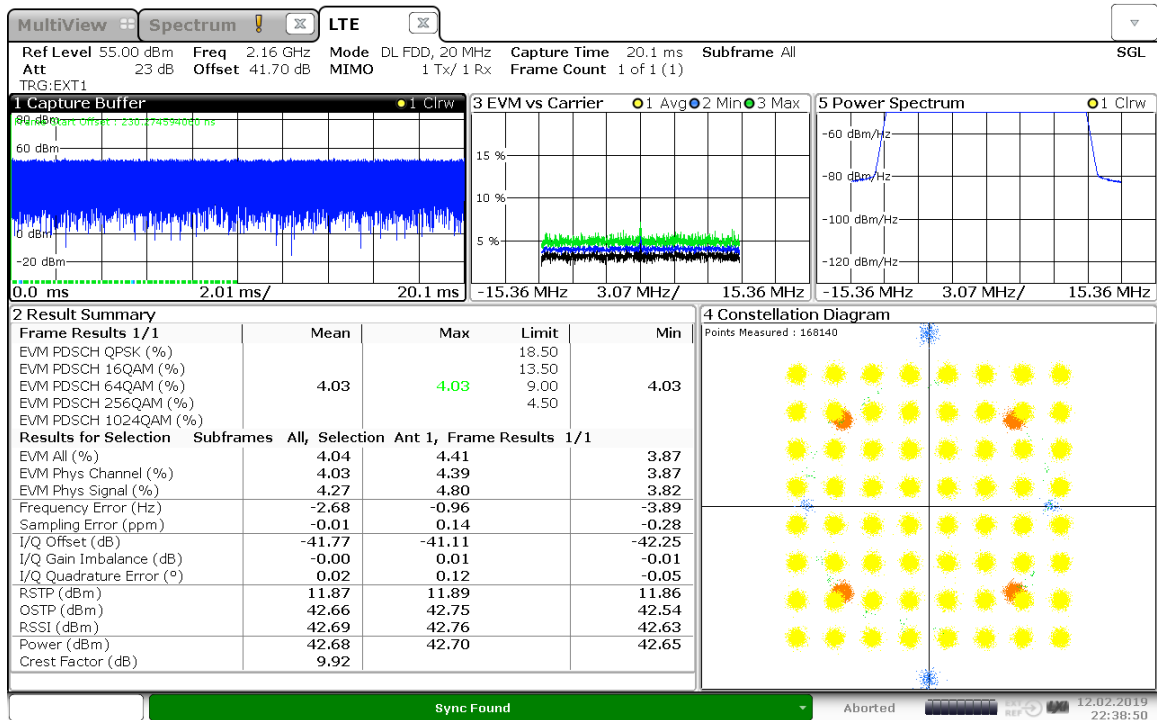 MultiView Spectrum LTE
Ref Level 55.00 dBm Freq 2.16 GHz Mode DL FDD, 20 MHz Capture Time 20.1 ms Subframe All SGL
Att 23 dB Offset 41.70 dB MIMO 1 Tx/ 1 Rx Frame Count 1 of 1 (1)
TRG:EXT1
1 Capture Buffer 1 Clrw
80 dBm
Frame Start Offset : 230.274594060 ns
60 dBm
0 dBm
-20 dBm
0.0 ms 2.01 ms/ 20.1 ms
3 EVM vs Carrier 1 Avg 2 Min 3 Max
15 %
10 %
5 %
-15.36 MHz 3.07 MHz/ 15.36 MHz
5 Power Spectrum 1 Clrw
-60 dBm/Hz
-80 dBm/Hz
-100 dBm/Hz
-120 dBm/Hz
-15.36 MHz 3.07 MHz/ 15.36 MHz
2 Result Summary
Frame Results 1/1 Mean Max Limit Min
EVM PDSCH QPSK (%) 18.50
EVM PDSCH 16QAM (%) 13.50
EVM PDSCH 64QAM (%) 4.03 4.03 9.00 4.03
EVM PDSCH 256QAM (%) 4.50
EVM PDSCH 1024QAM (%)
Results for Selection Subframes All, Selection Ant 1, Frame Results 1/1
EVM All (%) 4.04 4.41 3.87
EVM Phys Channel (%) 4.03 4.39 3.87
EVM Phys Signal (%) 4.27 4.80 3.82
Frequency Error (Hz) -2.68 -0.96 -3.89
Sampling Error (ppm) -0.01 0.14 -0.28
I/Q Offset (dB) -41.77 -41.11 -42.25
I/Q Gain Imbalance (dB) -0.00 0.01 -0.01
I/Q Quadrature Error (°) 0.02 0.12 -0.05
RSTP (dBm) 11.87 11.89 11.86
OSTP (dBm) 42.66 42.75 42.54
RSSI (dBm) 42.69 42.76 42.63
Power (dBm) 42.68 42.70 42.65
Crest Factor (dB) 9.92
4 Constellation Diagram
Points Measured : 168140
Sync Found
Aborted
EXT
REF
12.02.2019
22:38:50